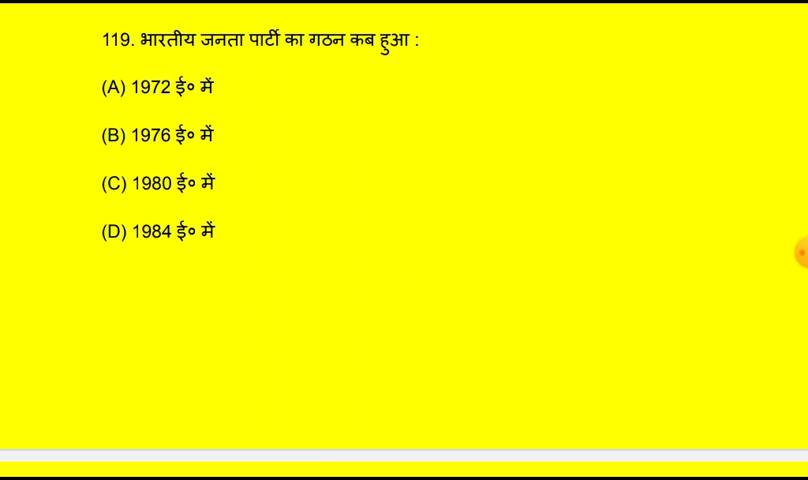 119. भारतीय जनता पार्टी का गठन कब हुआ :
(A) 1972 ई० में
(B) 1976 ई० में
(C) 1980 ई० में
(D) 1984 ई० में